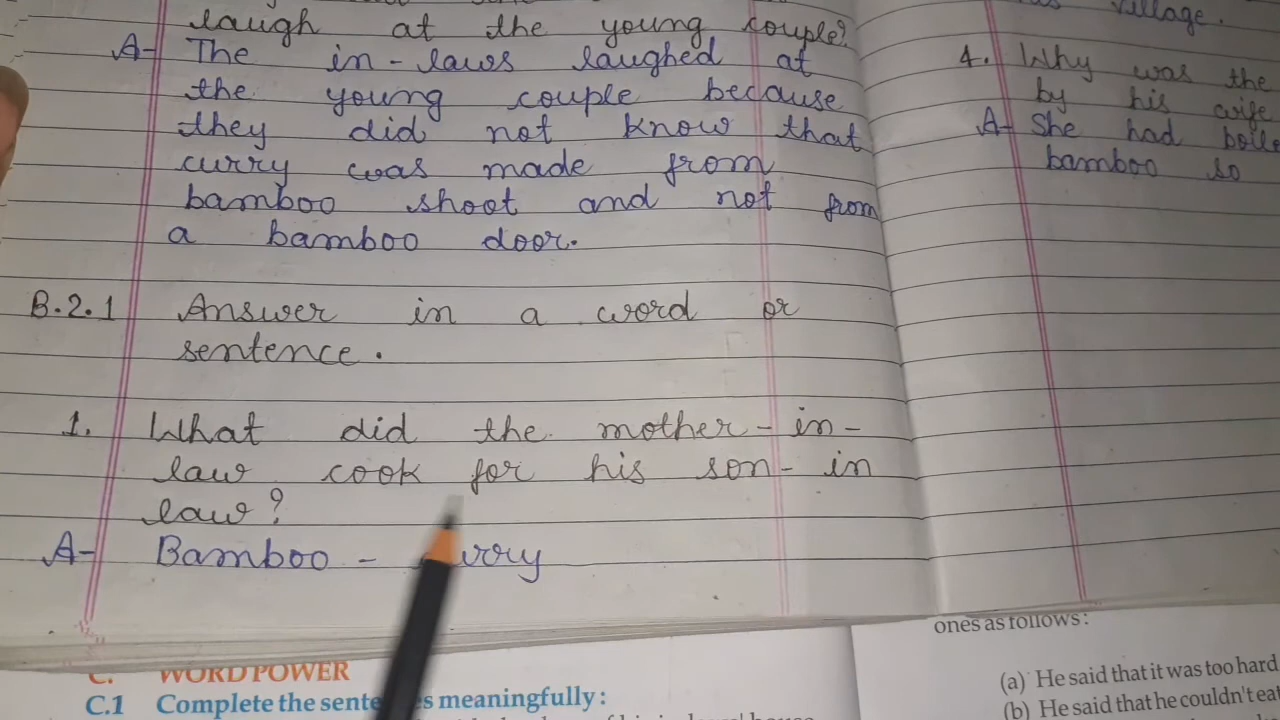 laugh at the young couple?
A- The in-laws laughed at
the young couple because
they did not know that
curry was made from
bamboo shoot and not from
a bamboo door.
B.2.1 Answer in a word or
sentence.
1. What did the mother-in-
law cook for his son-in
law?
A- Bamboo - curry
village.
4. Why was the
by his wife
A- She had
bamboo so
C. WORD POWER
C.1 Complete the sentences meaningfully:
ones as follows:
(a) He said that it was too hard
(b) He said that he couldn't eat